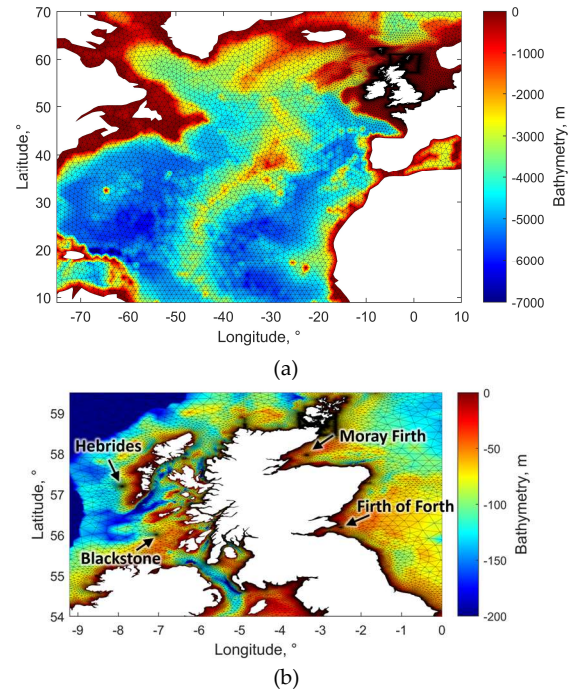 70
60
50
40
30
20
10
Latitude,°
-70 -60 -50 -40 -30 -20 -10 0 10
Longitude, °
0
-1000
-2000
-3000
-4000
-5000
-6000
-7000
Bathymetry, m
(a)
59
58
57
56
55
54
Latitude, °
Hebrides
Moray Firth
Firth of Forth
Blackstone
-9 -8 -7 -6 -5 -4 -3 -2 -1 0
Longitude, °
0
-50
-100
-150
-200
Bathymetry, m
(b)